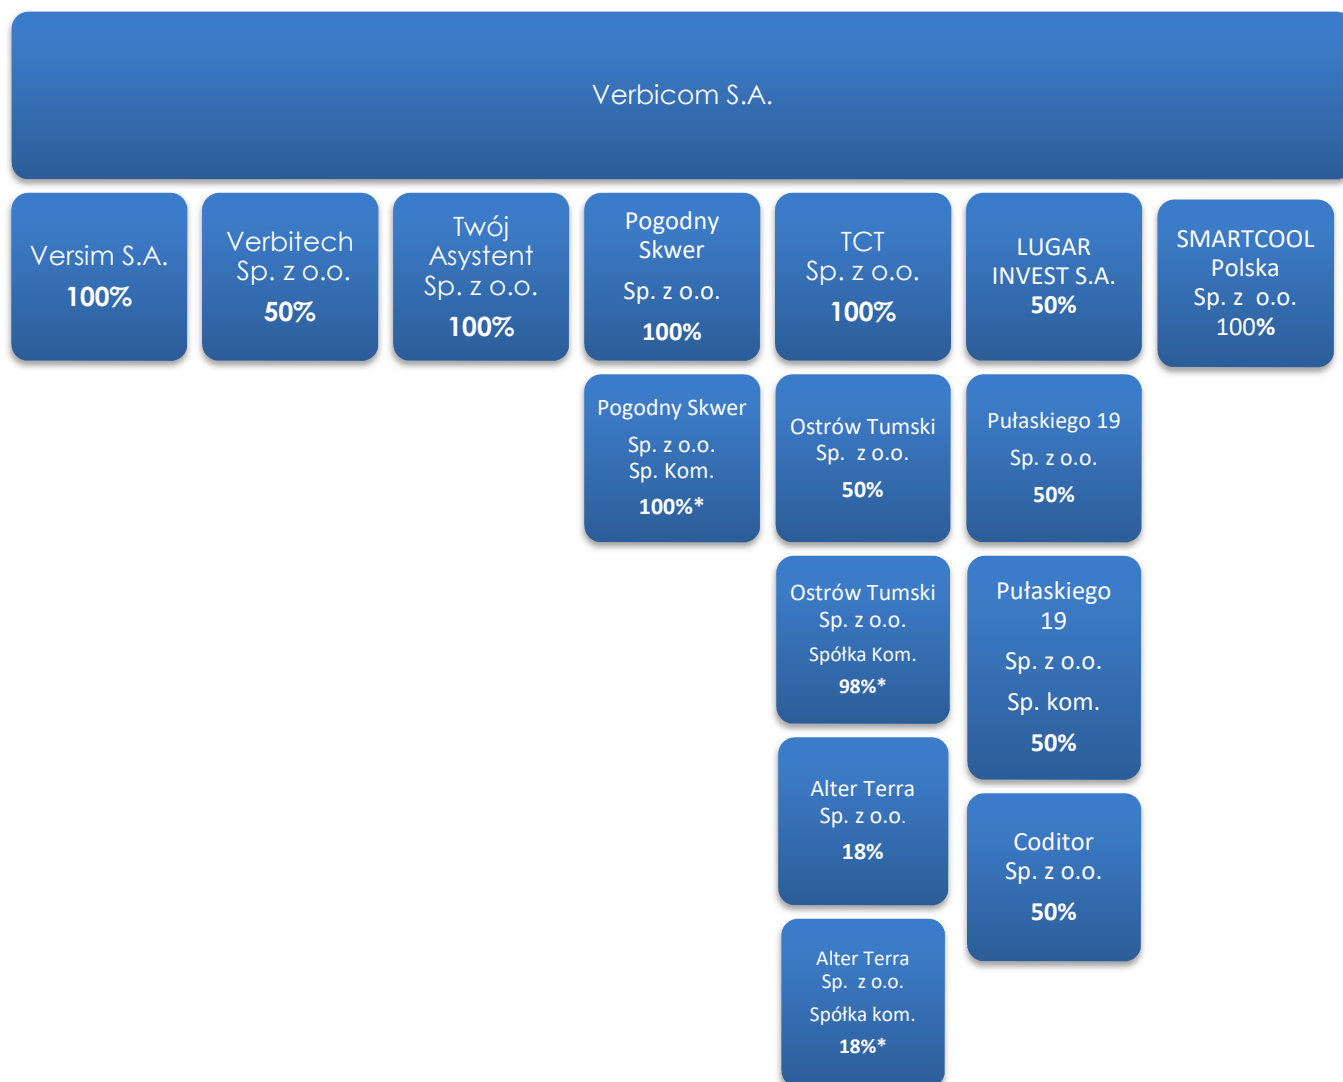 Verbicom S.A.
Versim S.A.
100%
Verbitech
Sp. z o.o.
50%
Twój
Asystent
Sp. z o.o.
100%
Pogodny
Skwer
Sp. z o.o.
100%
TCT
Sp. z o.o.
100%
LUGAR
INVEST S.A.
50%
SMARTCOOL
Polska
Sp. z o.o.
100%
Pogodny Skwer
Sp. z o.o.
Sp. Kom.
100%*
Ostrów Tumski
Sp. z o.o.
50%
Pułaskiego 19
Sp. z o.o.
50%
Ostrów Tumski
Sp. z o.o.
Spółka Kom.
98%*
Pułaskiego
19
Sp. z o.o.
Sp. kom.
50%
Alter Terra
Sp. z o.o.
18%
Coditor
Sp. z o.o.
50%
Alter Terra
Sp. z o.o.
Spółka kom.
18%*